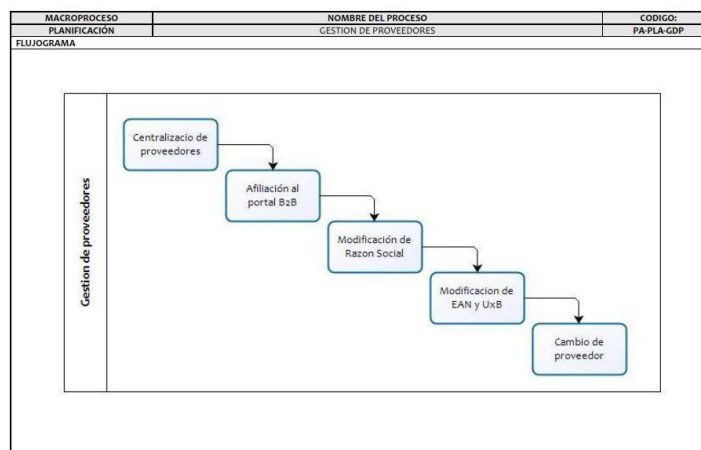 MACROPROCESO NOMBRE DEL PROCESO CODIGO:
PLANIFICACIÓN GESTION DE PROVEEDORES PA-PLA-GDP
FLUJOGRAMA
Gestion de proveedores
Centralizacio de
proveedores
Afiliación al
portal B2B
Modificación de
Razon Social
Modificacion de
EAN y UxB
Cambio de
proveedor